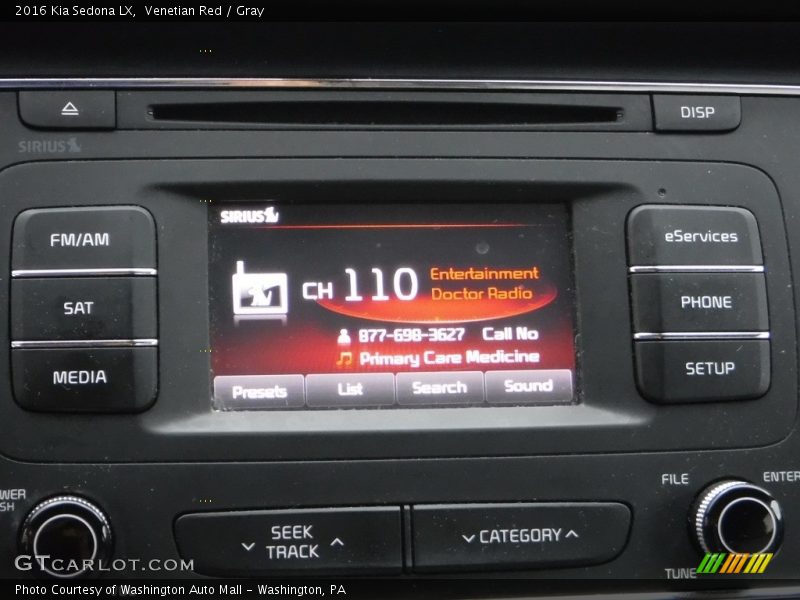 2016 Kia Sedona LX,  Venetian Red / Gray
DISP
SIRIUS
SIRIUS
FM/AM
eServices
CH 110
Entertainment
Doctor Radio
SAT
PHONE
877-698-3627 Call No
Primary Care Medicine
MEDIA
SETUP
Presets
List
Search
Sound
FILE
ENTER
SEEK
TRACK
CATEGORY
GTCARLOT.COM
TUNE
Photo Courtesy of Washington Auto Mall - Washington, PA